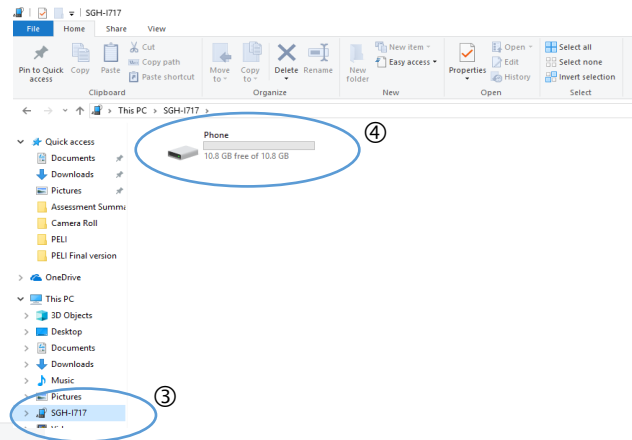 SGH-I717
File Home Share View
Pin to Quick access
Copy
Paste
Cut
Copy path
Paste shortcut
Clipboard
Move to
Copy to
Delete
Rename
Organize
New folder
New item
Easy access
New
Properties
Open
Edit
History
Open
Select all
Select none
Invert selection
Select
This PC > SGH-I717 >
Quick access
Documents
Downloads
Pictures
Assessment Summa
Camera Roll
PELI
PELI Final version
OneDrive
This PC
3D Objects
Desktop
Documents
Downloads
Music
Pictures
SGH-I717
③
Phone
10.8 GB free of 10.8 GB
④